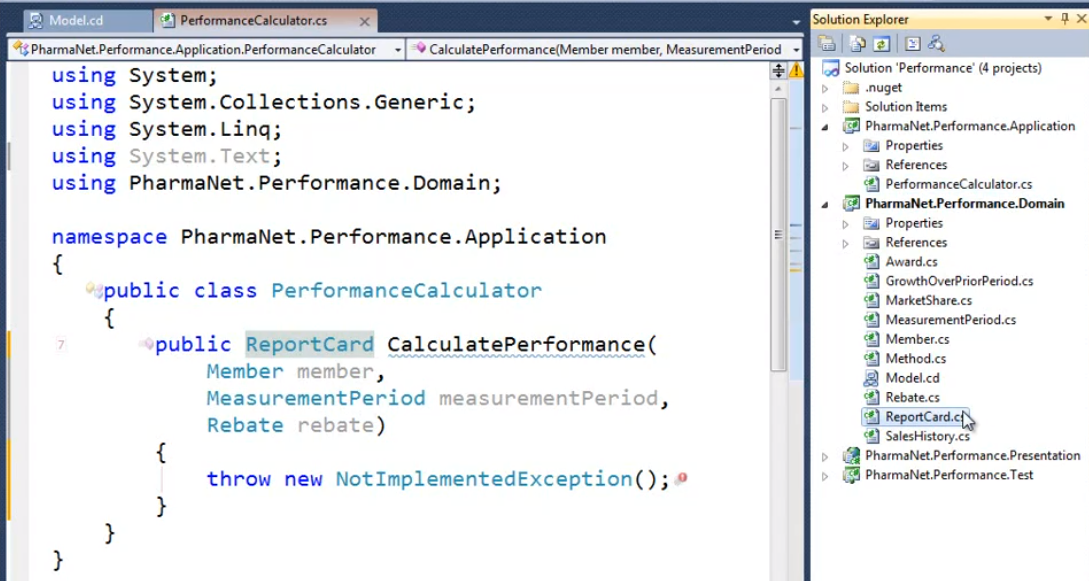 Model.cd
PerformanceCalculator.cs
PharmaNet.Performance.Application.PerformanceCalculator
CalculatePerformance(Member member, MeasurementPeriod
using System;
using System.Collections.Generic;
using System.Linq;
using System.Text;
using PharmaNet.Performance.Domain;
namespace PharmaNet.Performance.Application
{
public class PerformanceCalculator
{
7
public ReportCard CalculatePerformance(
Member member,
MeasurementPeriod measurementPeriod,
Rebate rebate)
{
throw new NotImplementedException();
}
}
}
Solution Explorer
Solution 'Performance' (4 projects)
.nuget
Solution Items
PharmaNet.Performance.Application
Properties
References
PerformanceCalculator.cs
PharmaNet.Performance.Domain
Properties
References
Award.cs
GrowthOverPriorPeriod.cs
MarketShare.cs
MeasurementPeriod.cs
Member.cs
Method.cs
Model.cd
Rebate.cs
ReportCard.cs
SalesHistory.cs
PharmaNet.Performance.Presentation
PharmaNet.Performance.Test